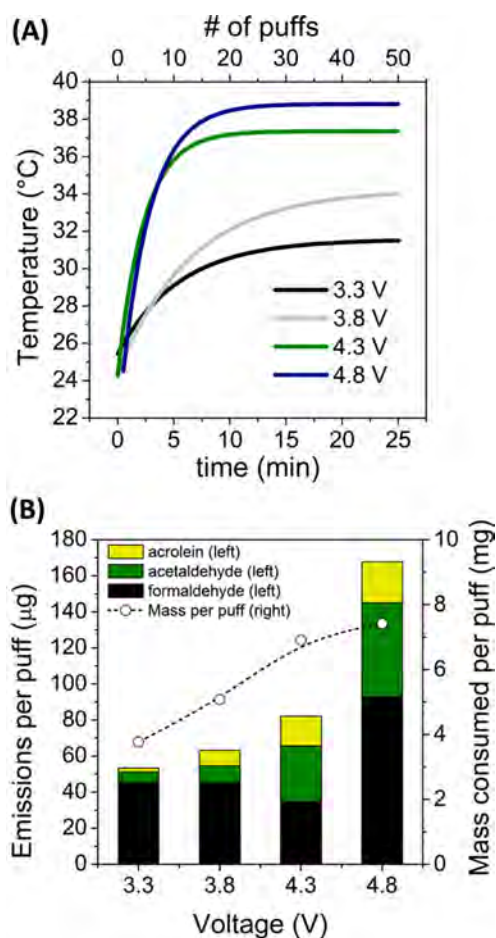 (A)
# of puffs
0 10 20 30 40 50
Temperature (°C)
40
38
36
34
32
30
28
26
24
22
3.3 V
3.8 V
4.3 V
4.8 V
0 5 10 15 20 25
time (min)
(B)
Emissions per puff (µg)
180
160
140
120
100
80
60
40
20
0
acrolein (left)
acetaldehyde (left)
formaldehyde (left)
Mass per puff (right)
10
8
6
4
2
0
Mass consumed per puff (mg)
3.3 3.8 4.3 4.8
Voltage (V)